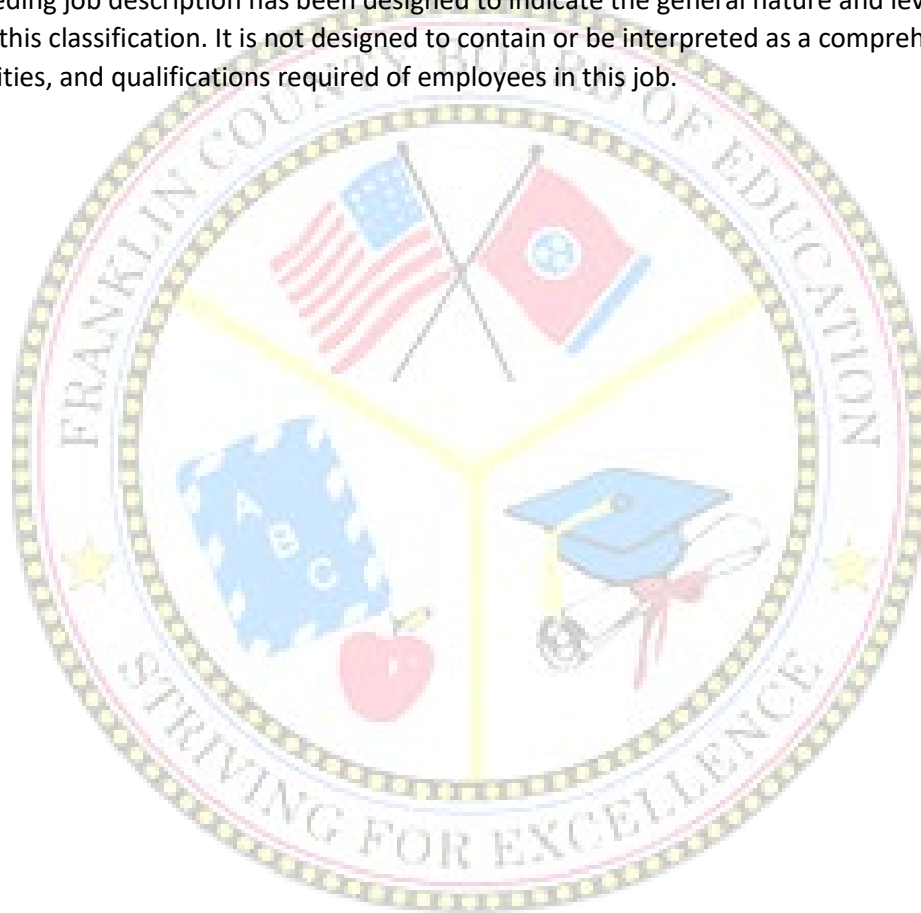 eding job description has been designed to indicate the general nature and lev
this classification. It is not designed to contain or be interpreted as a compreh
ities, and qualifications required of employees in this job.
FRANKLIN COUNTY BOARD OF EDUCATION
A B C
STRIVING FOR EXCELLENCE